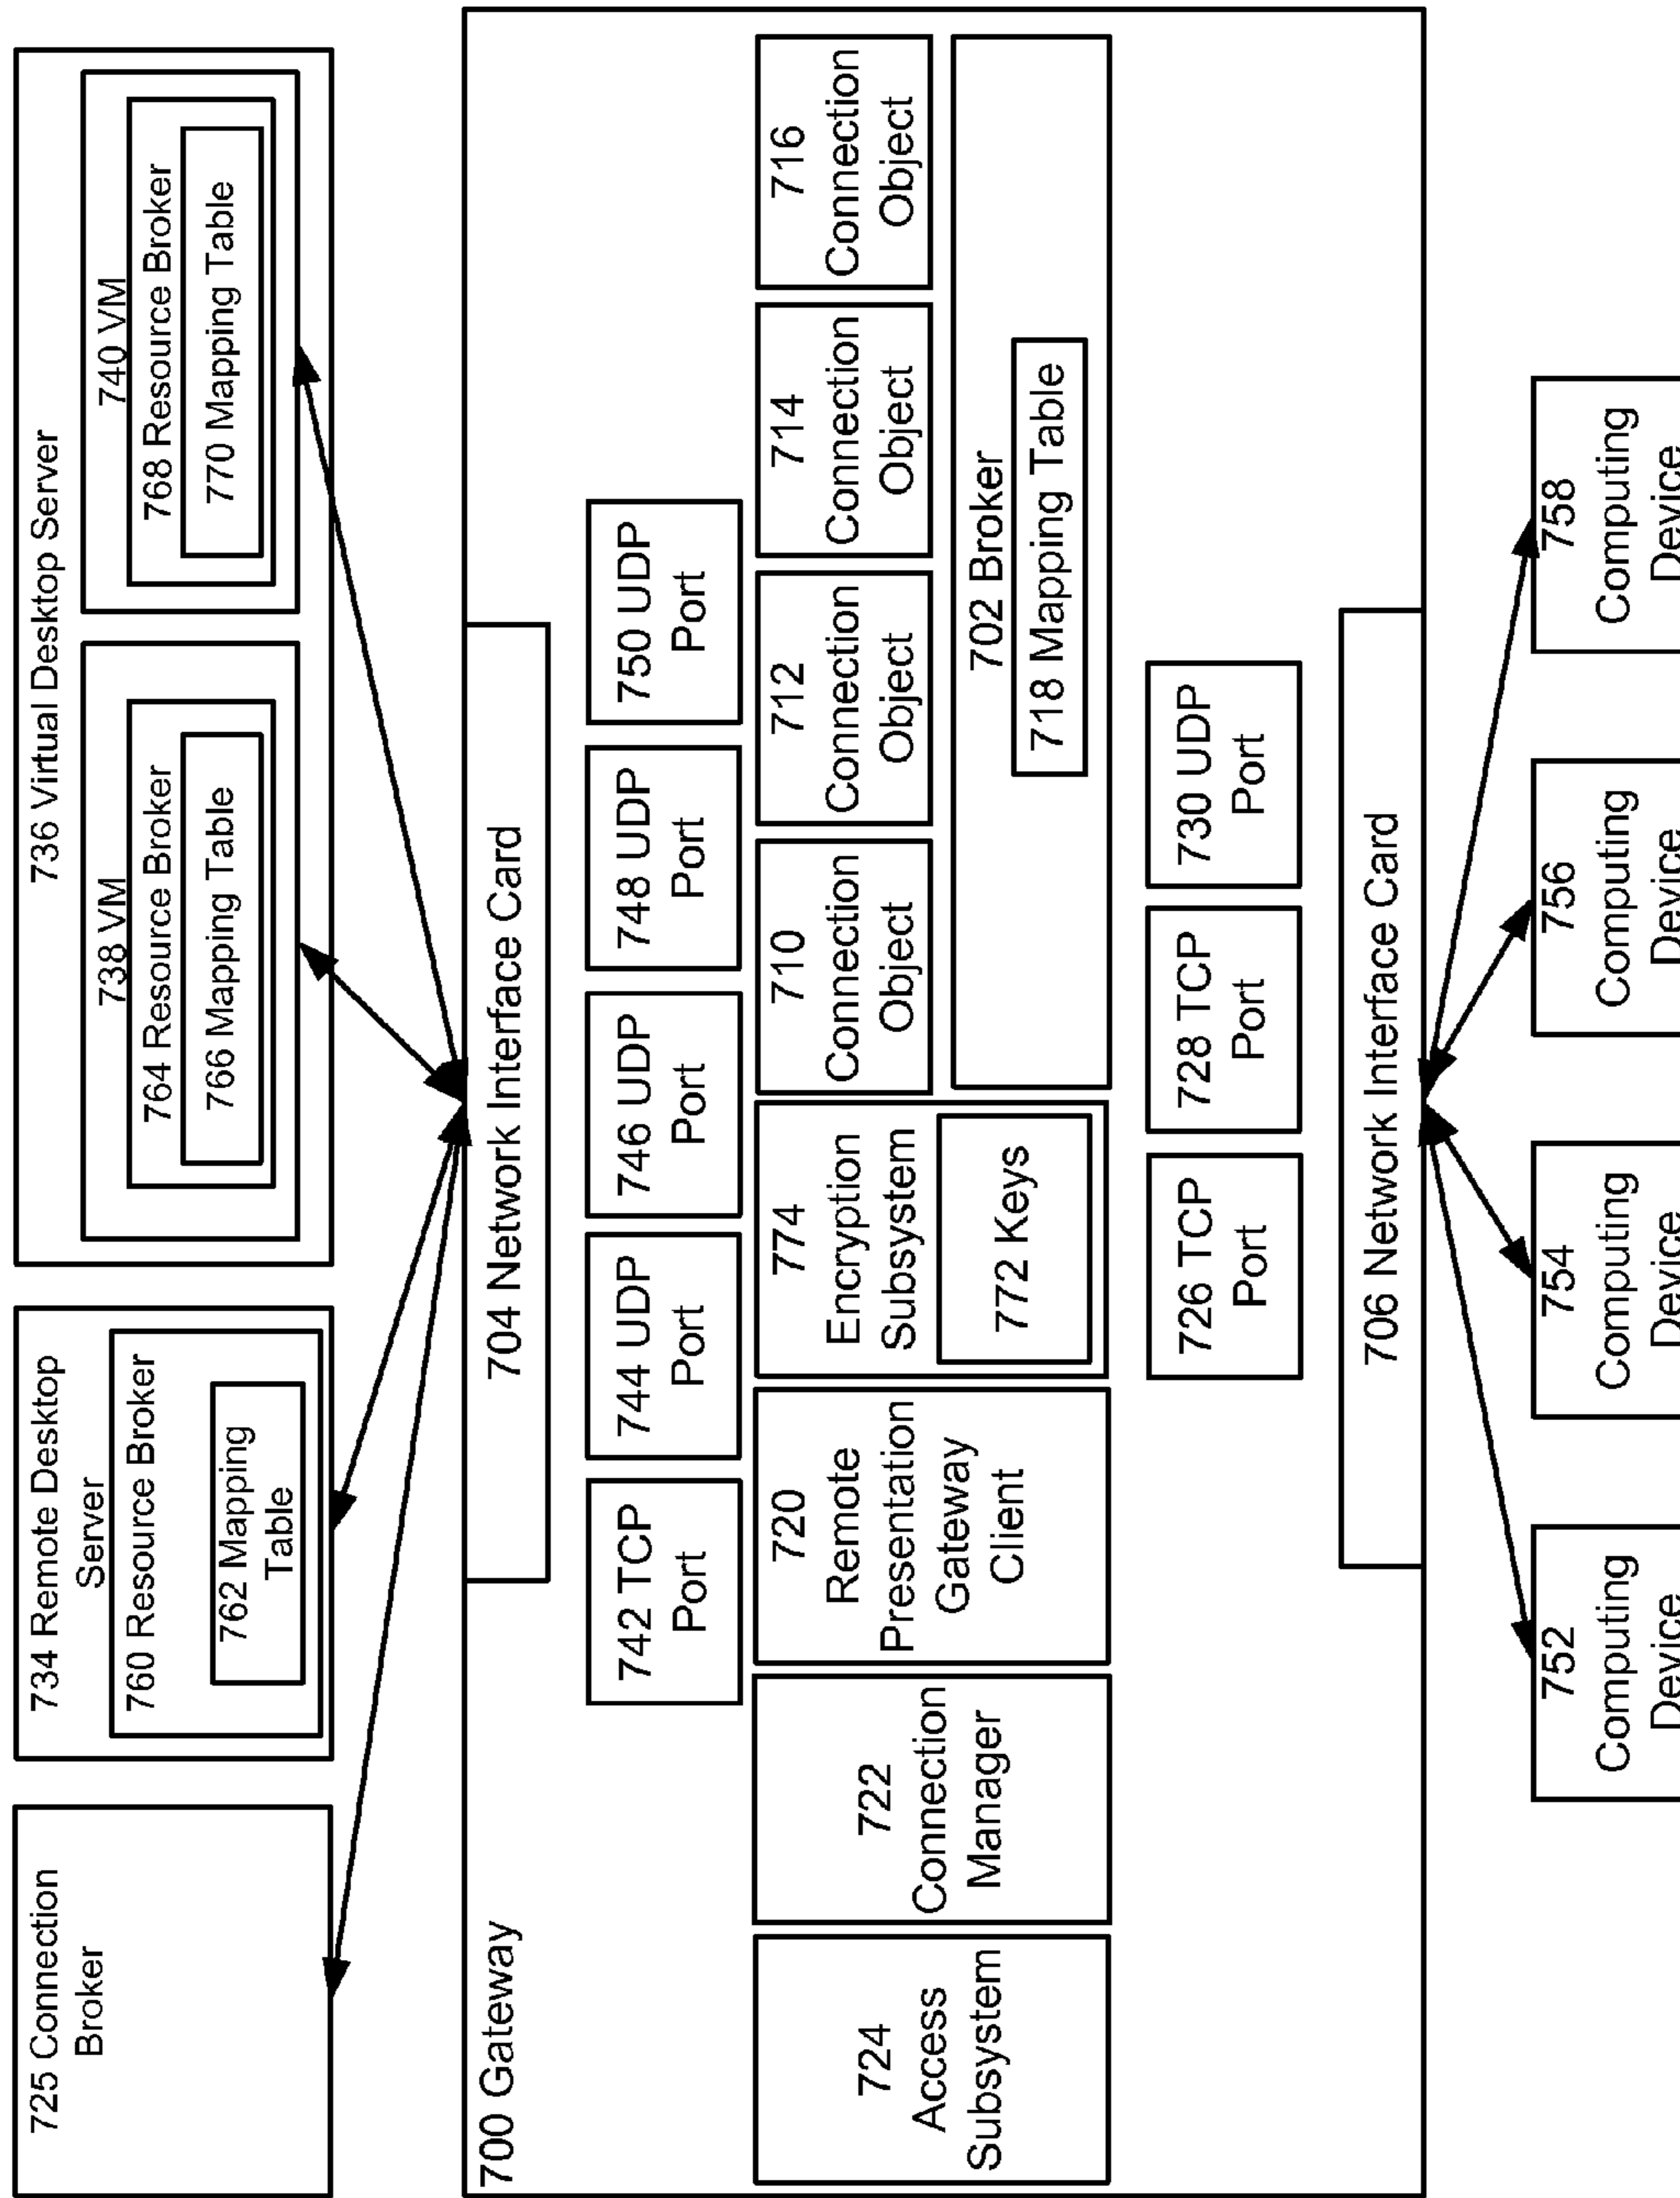 725 Connection
Broker
734 Remote Desktop
Server
760 Resource Broker
762 Mapping
Table
736 Virtual Desktop Server
738 VM
764 Resource Broker
766 Mapping Table
740 VM
768 Resource Broker
770 Mapping Table
700 Gateway
704 Network Interface Card
742 TCP
Port
744 UDP
Port
746 UDP
Port
748 UDP
Port
750 UDP
Port
724
Access
Subsystem
722
Connection
Manager
720
Remote
Presentation
Gateway
Client
774
Encryption
Subsystem
772 Keys
710
Connection
Object
712
Connection
Object
714
Connection
Object
716
Connection
Object
702 Broker
718 Mapping Table
726 TCP
Port
728 TCP
Port
730 UDP
Port
706 Network Interface Card
752
Computing
Device
754
Computing
Device
756
Computing
Device
758
Computing
Device